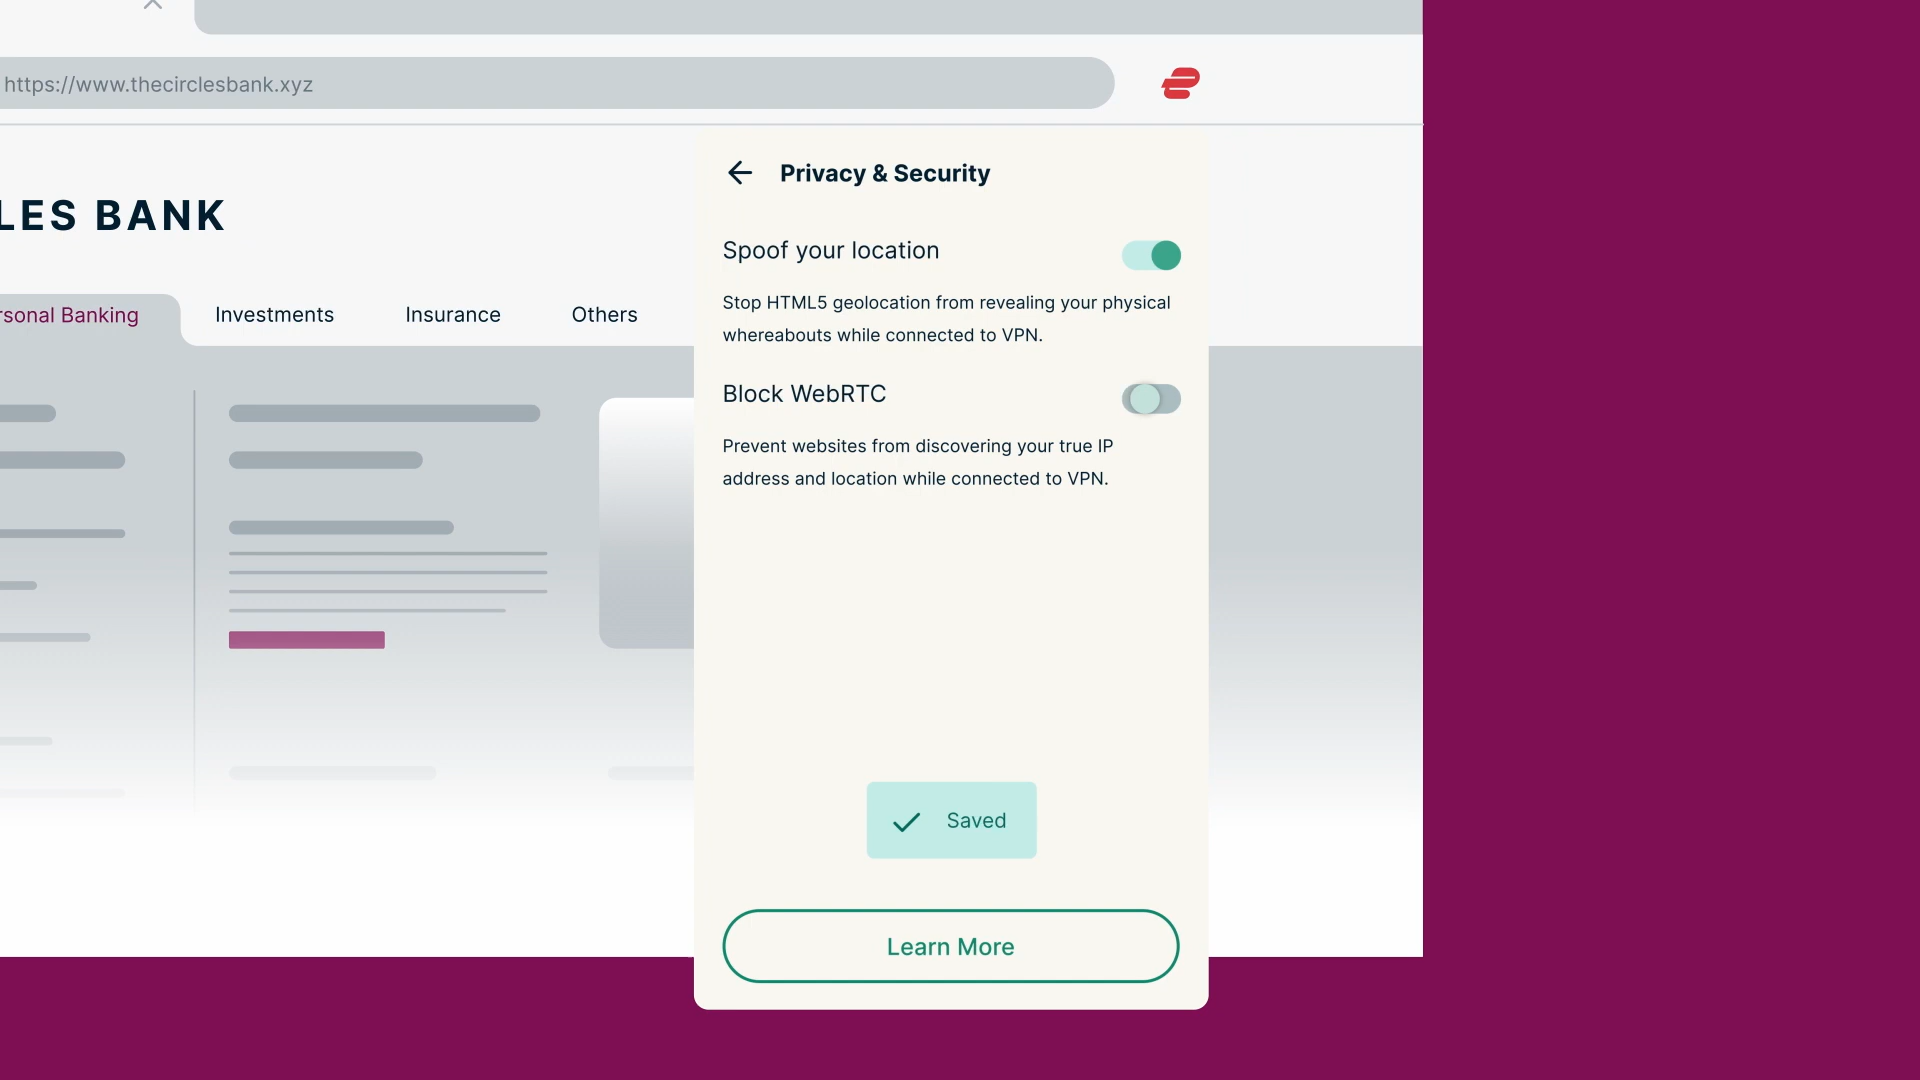 https://www.thecirclesbank.xyz
LES BANK
rsonal Banking
Investments
Insurance
Others
Privacy & Security
Spoof your location
Stop HTML5 geolocation from revealing your physical
whereabouts while connected to VPN.
Block WebRTC
Prevent websites from discovering your true IP
address and location while connected to VPN.
Saved
Learn More